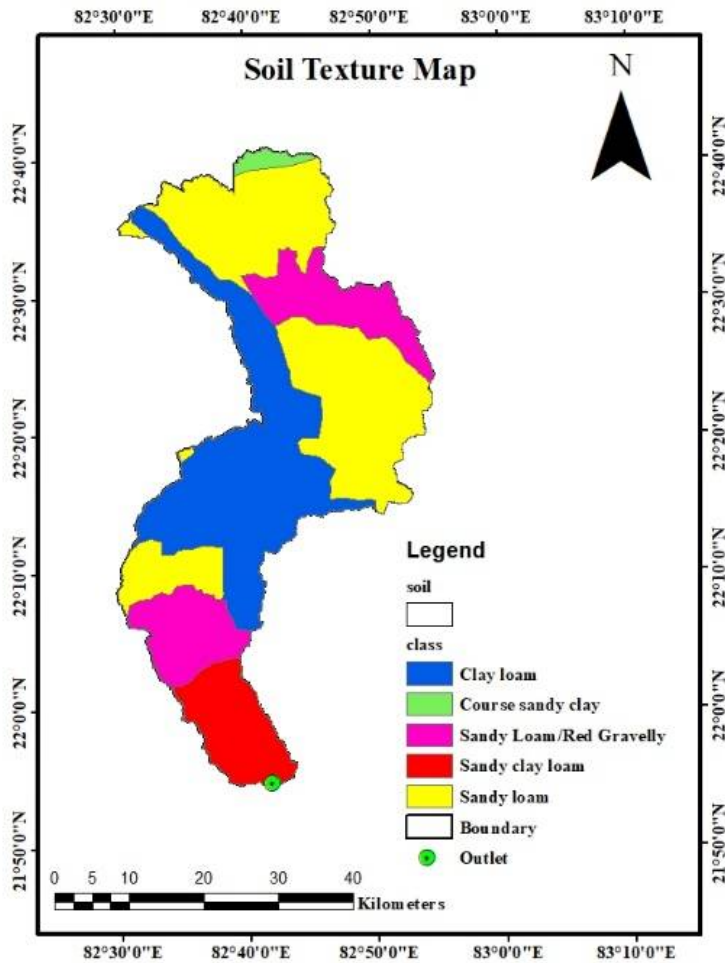 82°30'0"E 82°40'0"E 82°50'0"E 83°0'0"E 83°10'0"E
Soil Texture Map
N
22°40'0"N 22°40'0"N
22°30'0"N 22°30'0"N
22°20'0"N 22°20'0"N
22°10'0"N 22°10'0"N
22°0'0"N 22°0'0"N
21°50'0"N 21°50'0"N
Legend
soil
class
Clay loam
Course sandy clay
Sandy Loam/Red Gravelly
Sandy clay loam
Sandy loam
Boundary
Outlet
0 5 10 20 30 40
Kilometers
82°30'0"E 82°40'0"E 82°50'0"E 83°0'0"E 83°10'0"E